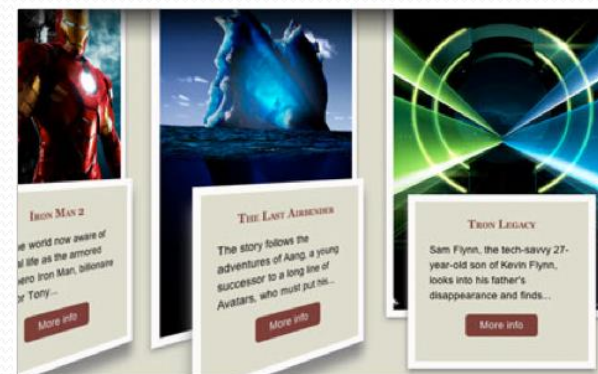 Iron Man 2
e world now aware of
al life as the armored
ero Iron Man, billionaire
or Tony...
More info
The Last Airbender
The story follows the
adventures of Aang, a young
successor to a long line of
Avatars, who must put his...
More info
Tron Legacy
Sam Flynn, the tech-savvy 27-
year-old son of Kevin Flynn,
looks into his father's
disappearance and finds...
More info